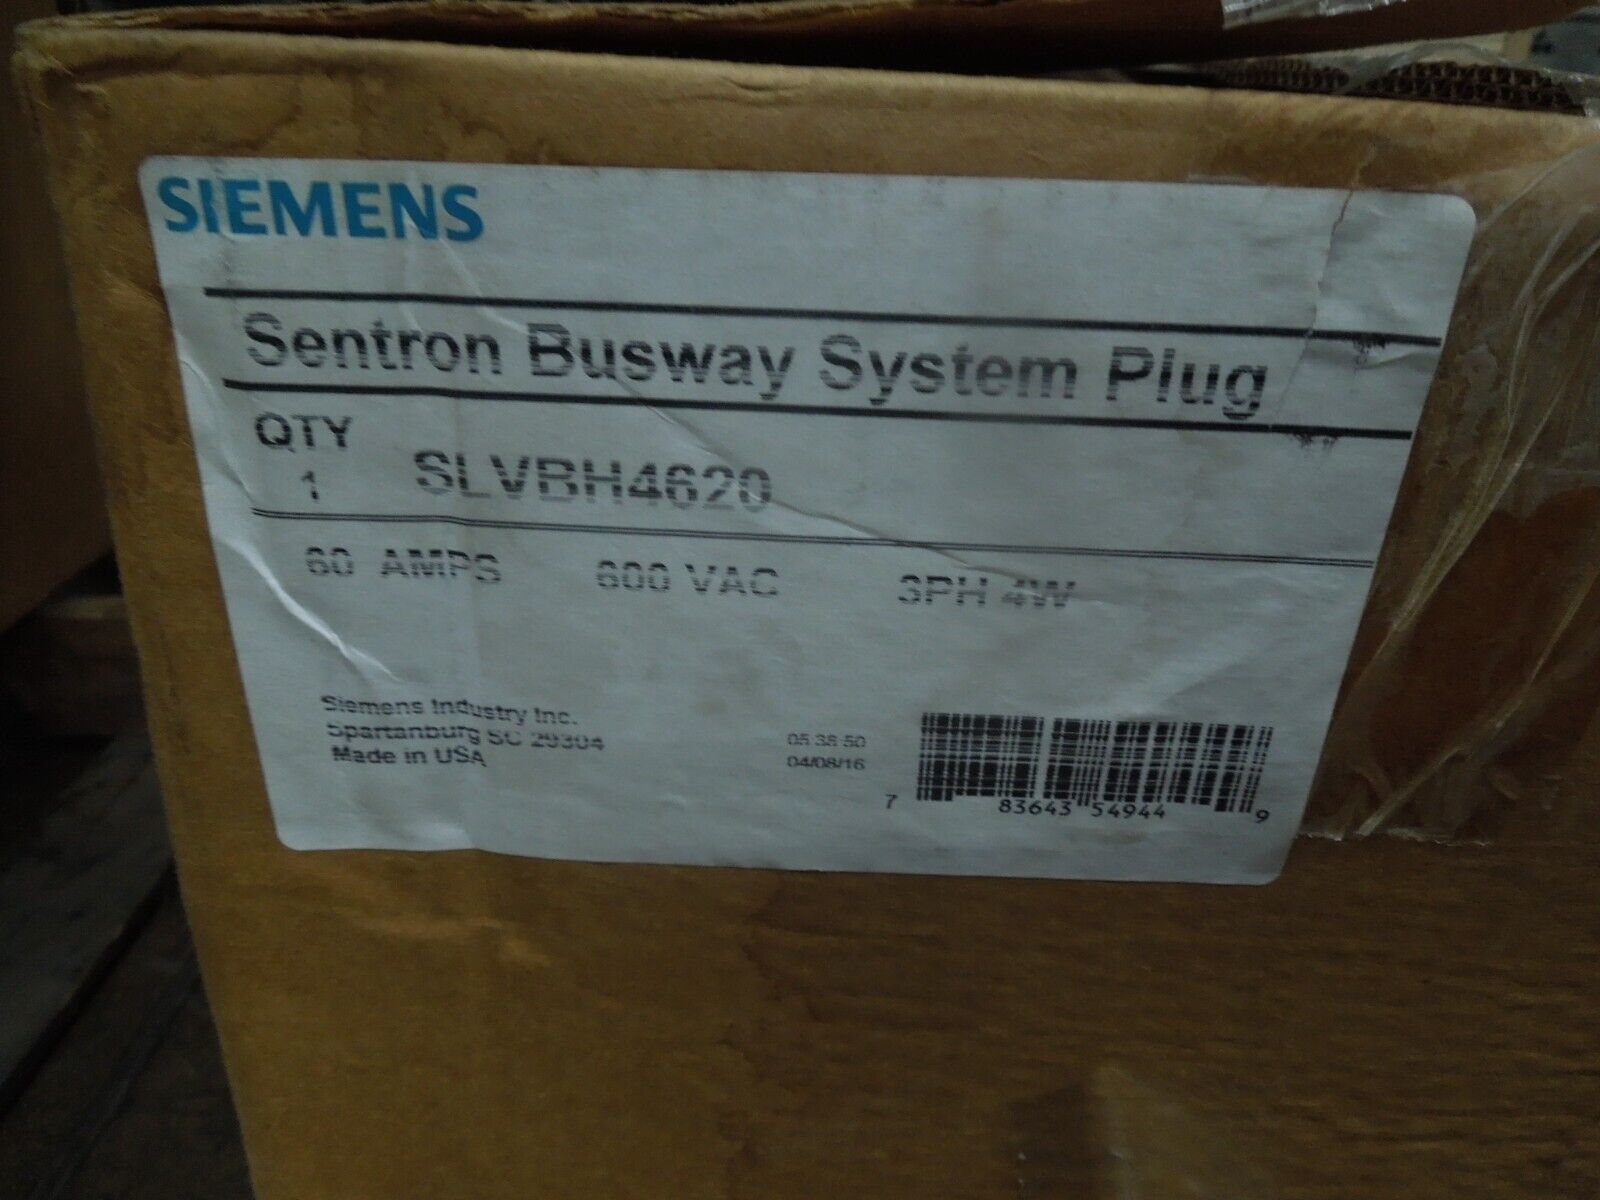 SIEMENS
Sentron Busway System Plug
QTY
1 SLVBH4620
60 AMPS 600 VAC 3PH 4W
Siemens Industry Inc.
Spartanburg SC 29304
Made in USA
05:38:50
04/08/16
7 83643 54944 9